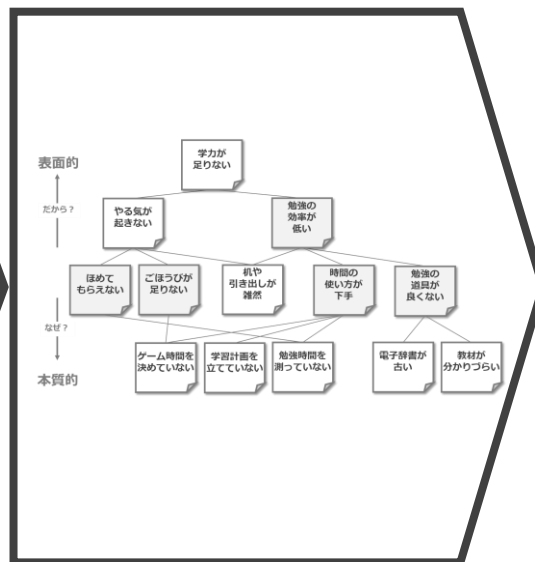 学力が
足りない
表面的
だから？
やる気が
起きない
勉強の
効率が
低い
ほめて
もらえない
ごほうびが
足りない
机や
引き出しが
雑然
時間の
使い方が
下手
勉強の
道具が
良くない
なぜ？
本質的
ゲーム時間を
決めていない
学習計画を
立てていない
勉強時間を
測っていない
電子辞書が
古い
教材が
分かりづらい